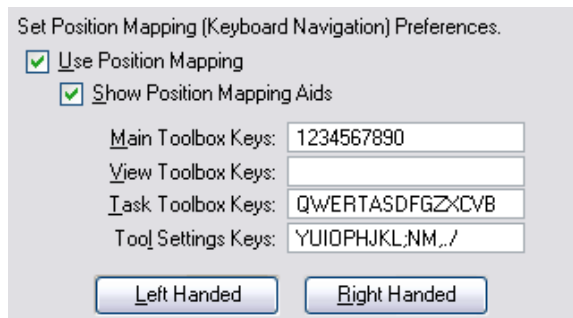 Set Position Mapping (Keyboard Navigation) Preferences.
Use Position Mapping
Show Position Mapping Aids
Main Toolbox Keys: 1234567890
View Toolbox Keys:
Task Toolbox Keys: QWERTASDFGZXCVB
Tool Settings Keys: YUIOPHJKL;NM,./
Left Handed Right Handed